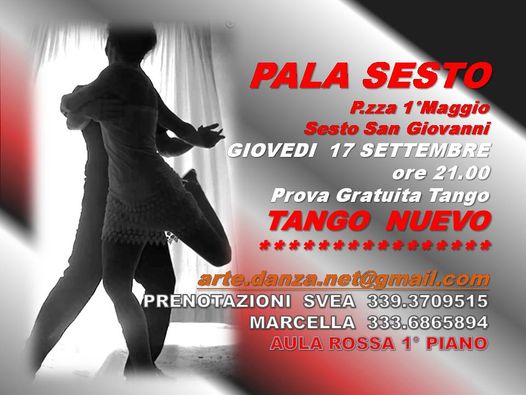 PALA SESTO
P.zza 1°Maggio
Sesto San Giovanni
GIOVEDI 17 SETTEMBRE
ore 21.00
Prova Gratuita Tango
TANGO NUEVO
****************
arte.danza.net@gmail.com
PRENOTAZIONI SVEA 339.3709515
MARCELLA 333.6865894
AULA ROSSA 1° PIANO